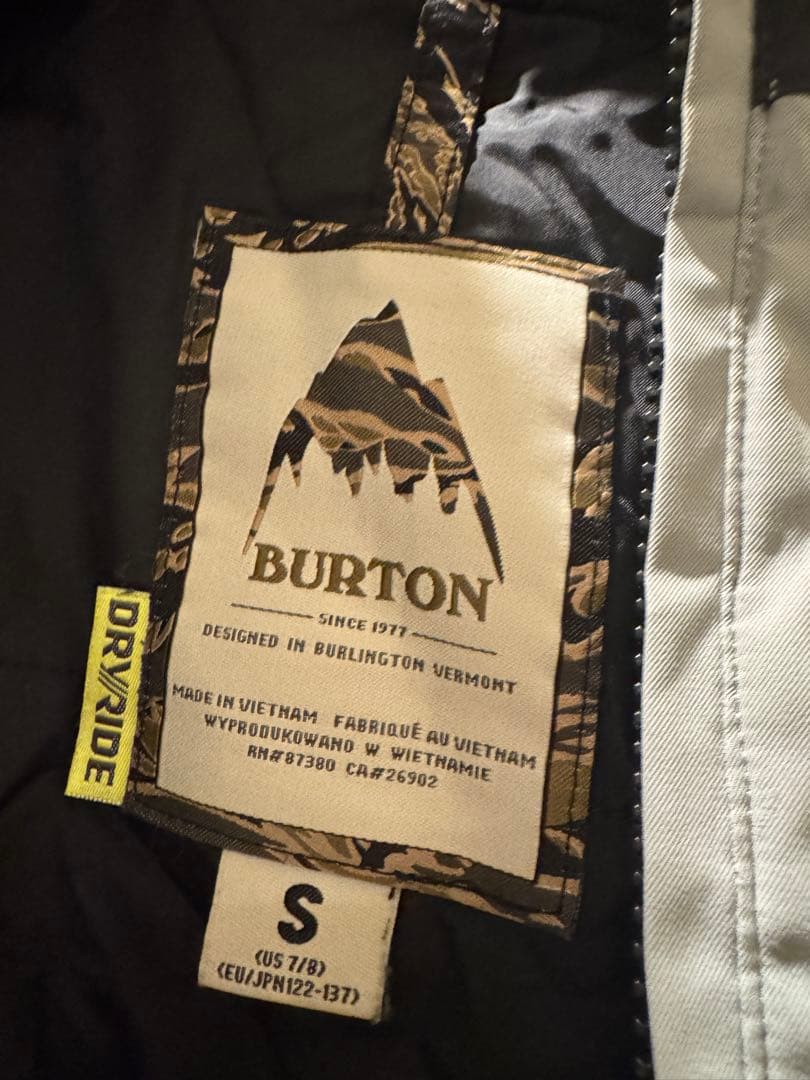 BURTON
SINCE 1977
DESIGNED IN BURLINGTON VERMONT
MADE IN VIETNAM FABRIQUÉ AU VIETNAM
WYPRODUKOWANO W WIETNAMIE
RN#87380 CA#26902
DRY//RIDE
S
(US 7/8)
(EU/JPN122-137)